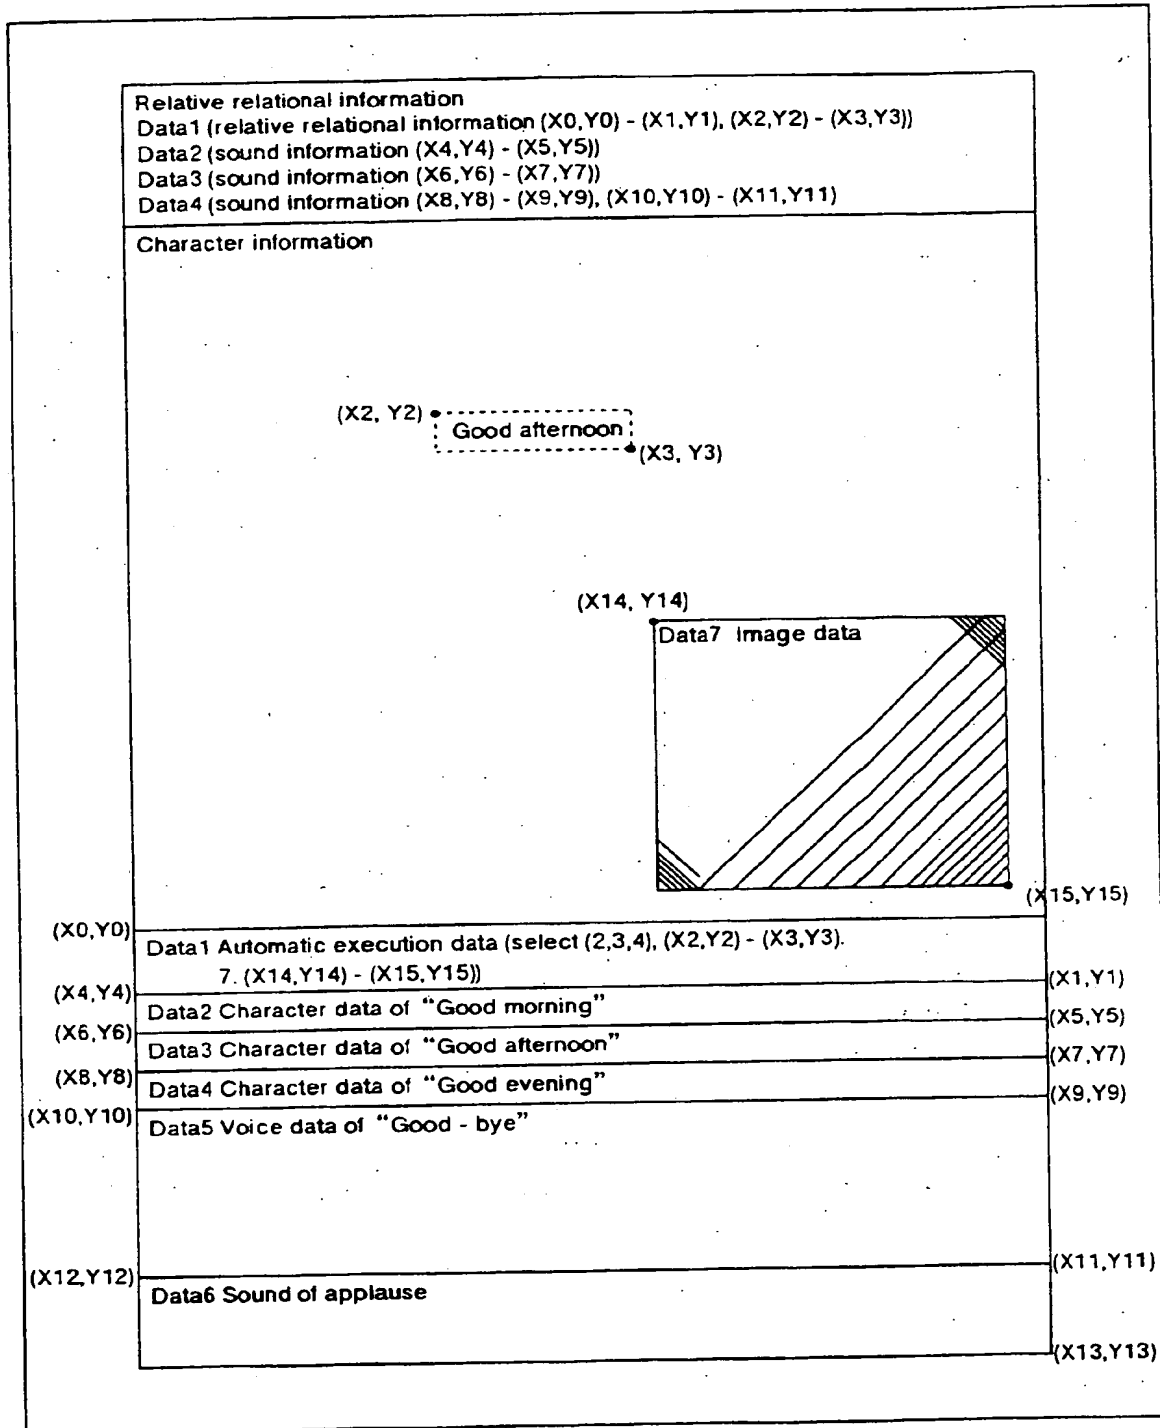 Relative relational information
Data1 (relative relational information (X0,Y0) - (X1,Y1), (X2,Y2) - (X3,Y3))
Data2 (sound information (X4,Y4) - (X5,Y5))
Data3 (sound information (X6,Y6) - (X7,Y7))
Data4 (sound information (X8,Y8) - (X9,Y9), (X10,Y10) - (X11,Y11)
Character information
(X2, Y2)
Good afternoon
(X3, Y3)
(X14, Y14)
Data7 Image data
(X15,Y15)
(X0,Y0)
Data1 Automatic execution data (select (2,3,4), (X2,Y2) - (X3,Y3).
7. (X14,Y14) - (X15,Y15))
(X1,Y1)
(X4,Y4)
Data2 Character data of "Good morning"
(X5,Y5)
(X6,Y6)
Data3 Character data of "Good afternoon"
(X7,Y7)
(X8,Y8)
Data4 Character data of "Good evening"
(X9,Y9)
(X10,Y10)
Data5 Voice data of "Good - bye"
(X11,Y11)
(X12,Y12)
Data6 Sound of applause
(X13,Y13)